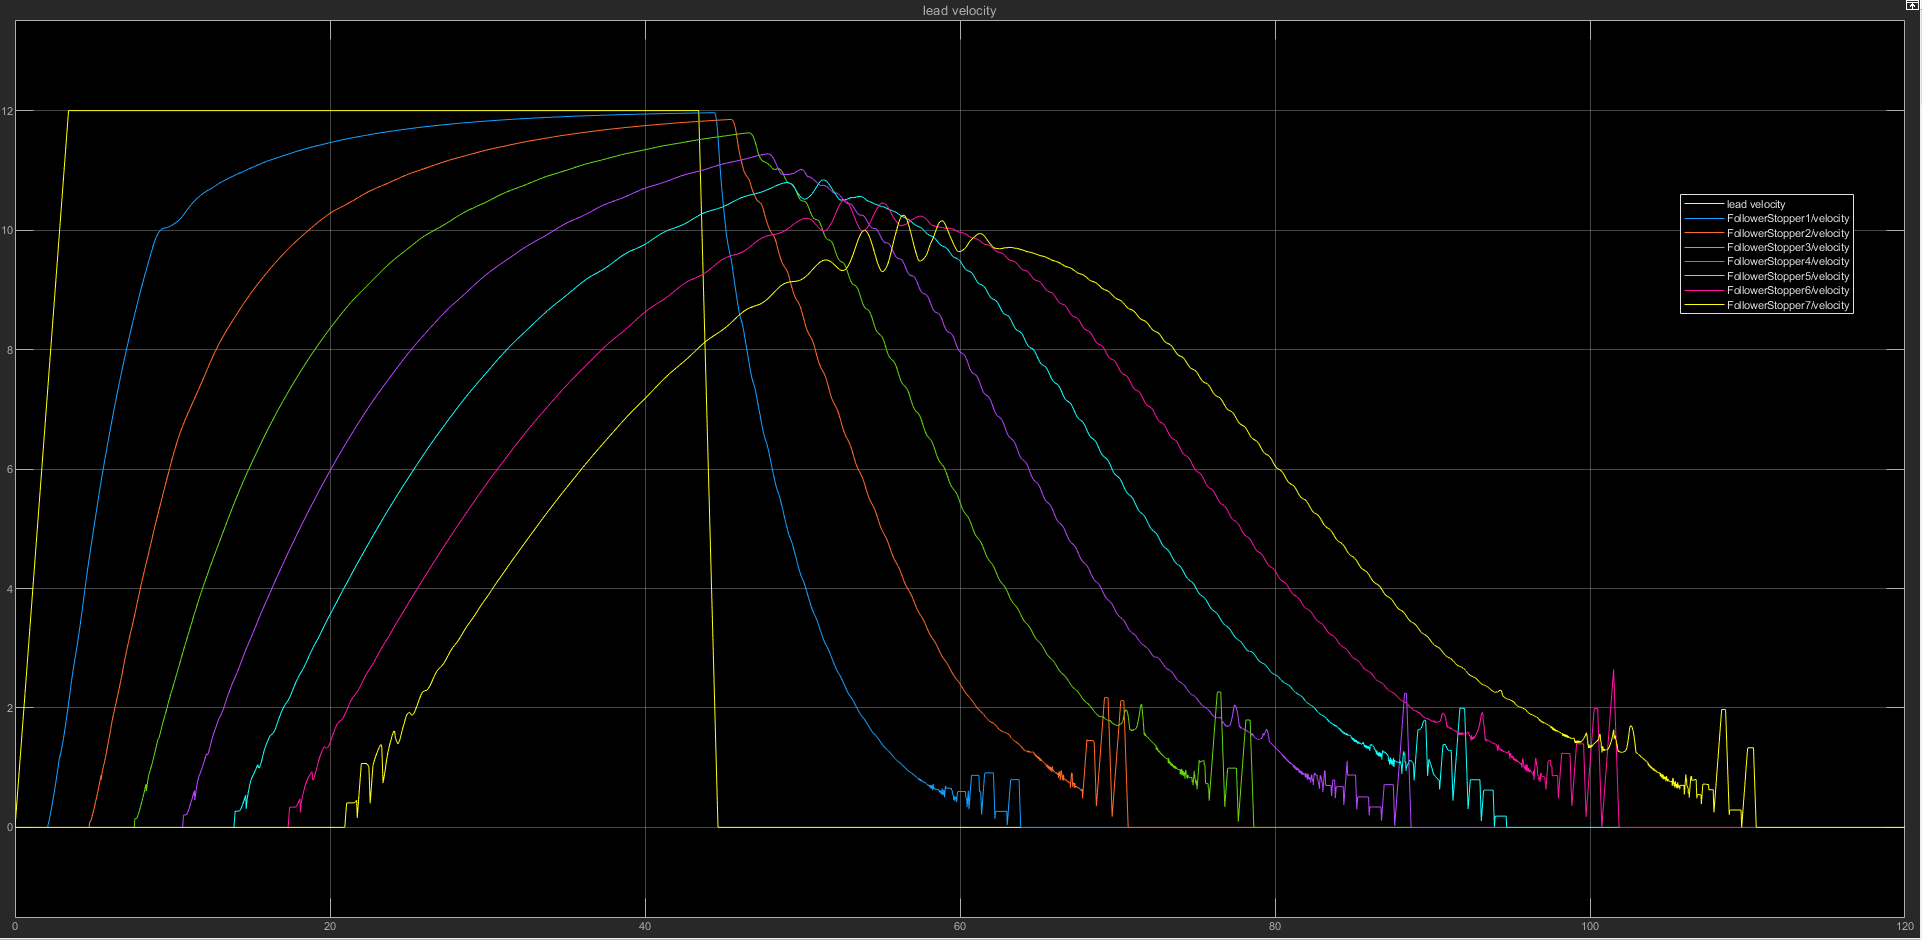 lead velocity
12
10
8
6
4
2
0
lead velocity
FollowerStopper1/velocity
FollowerStopper2/velocity
FollowerStopper3/velocity
FollowerStopper4/velocity
FollowerStopper5/velocity
FollowerStopper6/velocity
FollowerStopper7/velocity
0 20 40 60 80 100 120